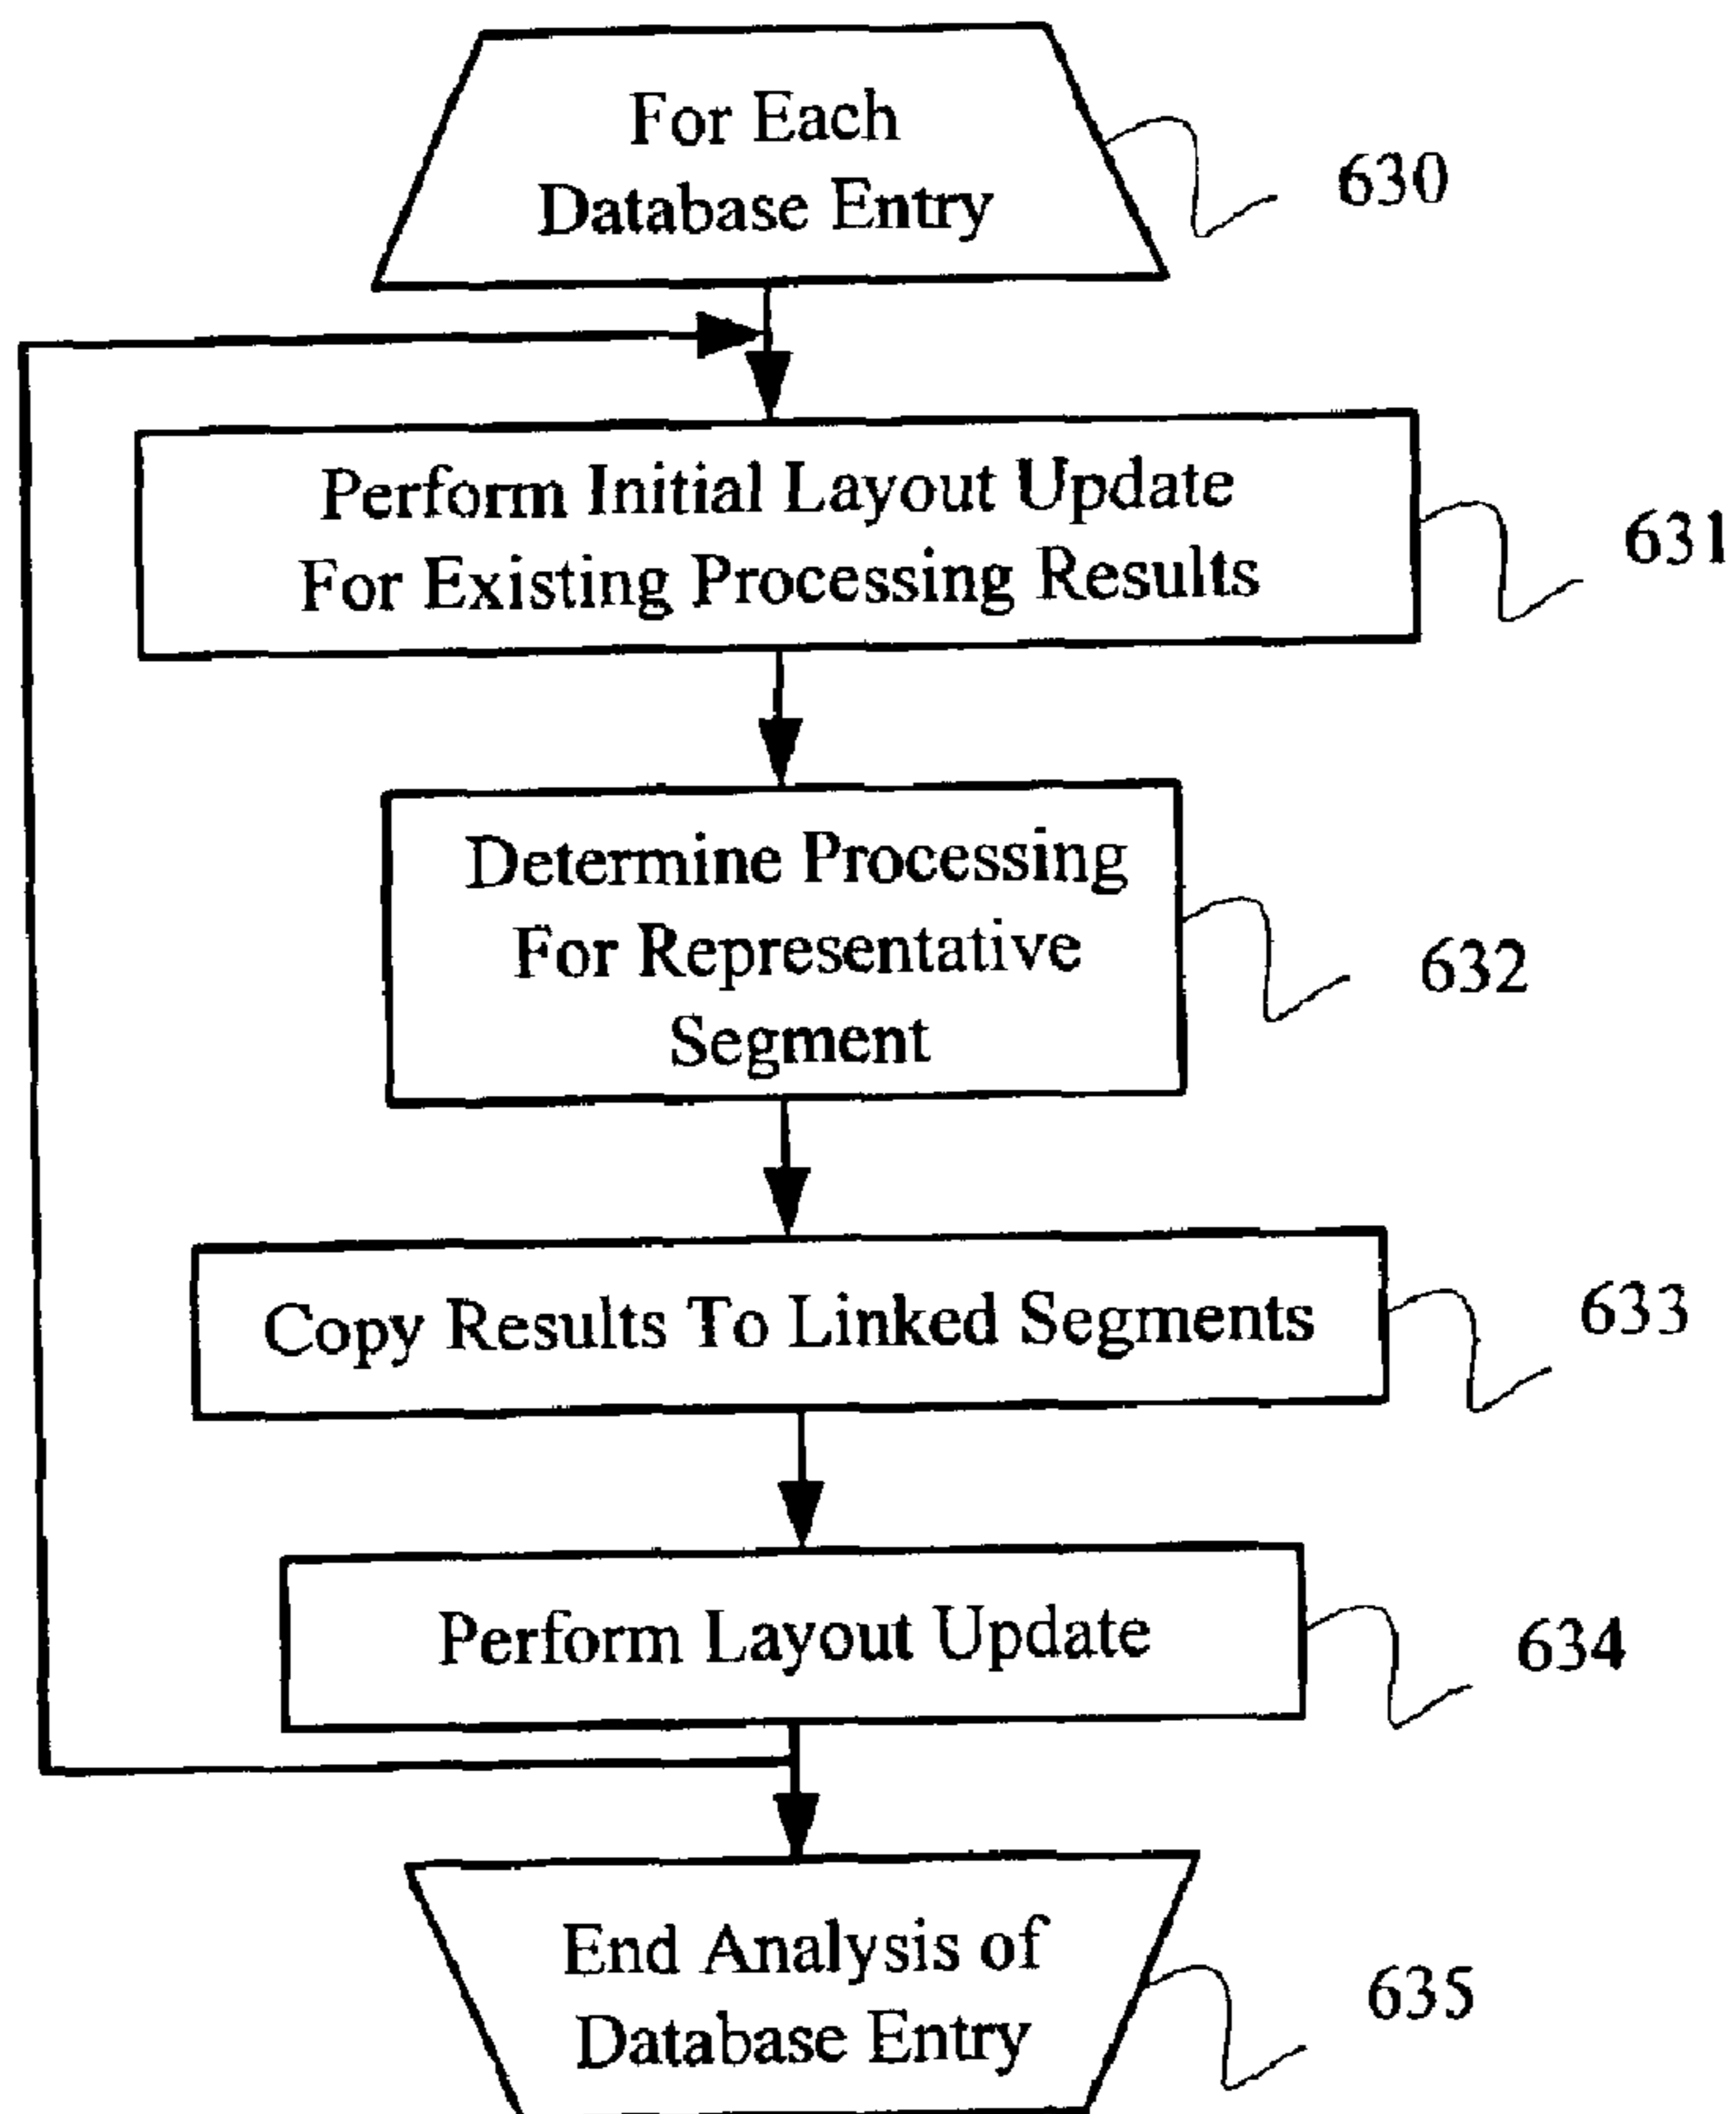 For Each
Database Entry
630
Perform Initial Layout Update
For Existing Processing Results
631
Determine Processing
For Representative
Segment
632
Copy Results To Linked Segments
633
Perform Layout Update
634
End Analysis of
Database Entry
635